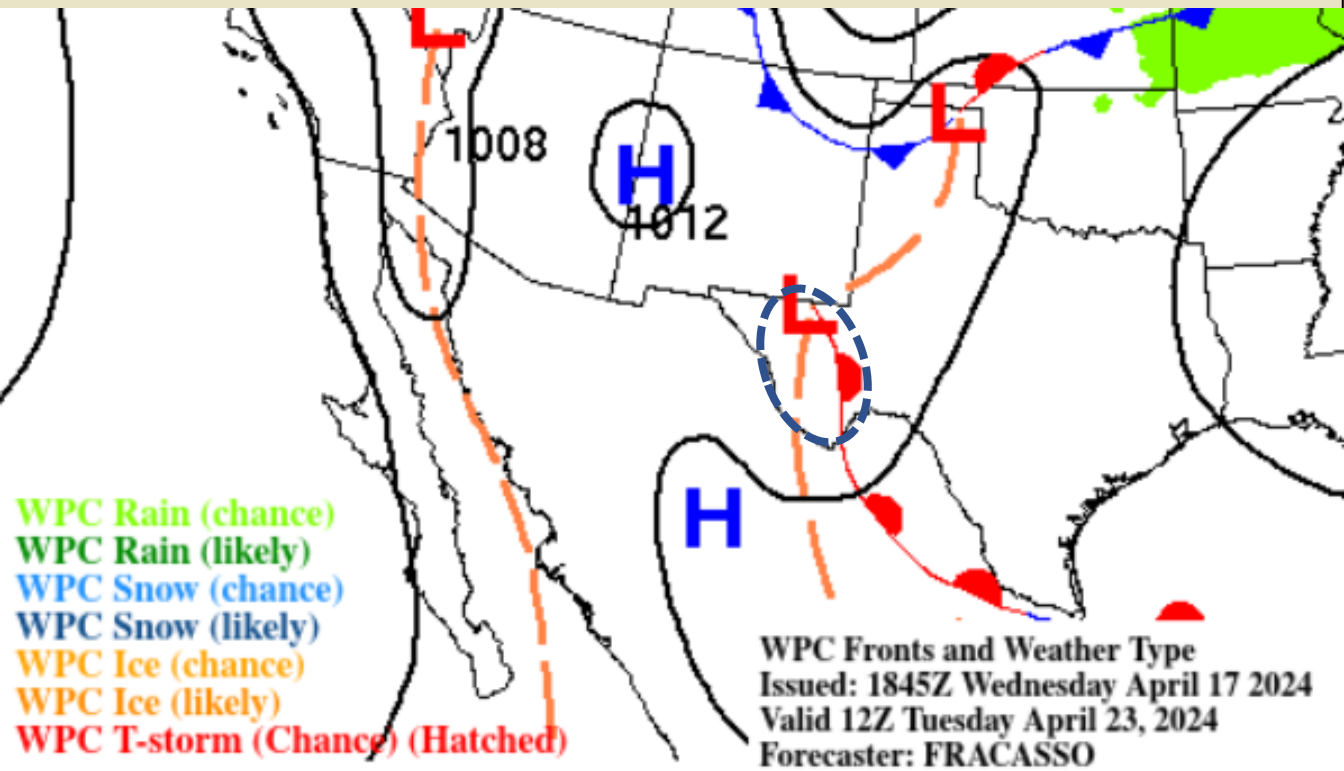 L
1008
H
1012
L
L
H
WPC Rain (chance)
WPC Rain (likely)
WPC Snow (chance)
WPC Snow (likely)
WPC Ice (chance)
WPC Ice (likely)
WPC T-storm (Chance) (Hatched)
WPC Fronts and Weather Type
Issued: 1845Z Wednesday April 17 2024
Valid 12Z Tuesday April 23, 2024
Forecaster: FRACASSO